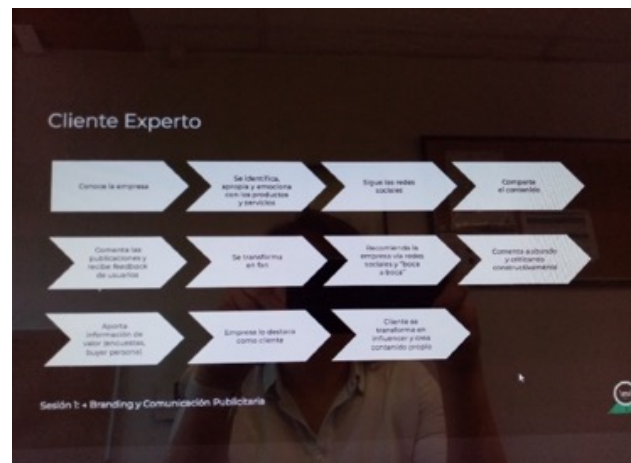 Cliente Experto
Conoce la empresa
Se identifica,
apropia y emociona
con los productos
y servicios
Sigue las redes
sociales
Comparte
el contenido
Comenta las
publicaciones y
recibe feedback
de usuarios
Se transforma
en fan
Recomienda la
empresa vía redes
sociales y "boca
a boca"
Comenta alabando
y criticando
constructivamente
Aporta
información de
valor (encuestas,
buyer persona)
Empresa lo destaca
como cliente
Cliente se
transforma en
influencer y crea
contenido propio
Sesión 1: + Branding y Comunicación Publicitaria